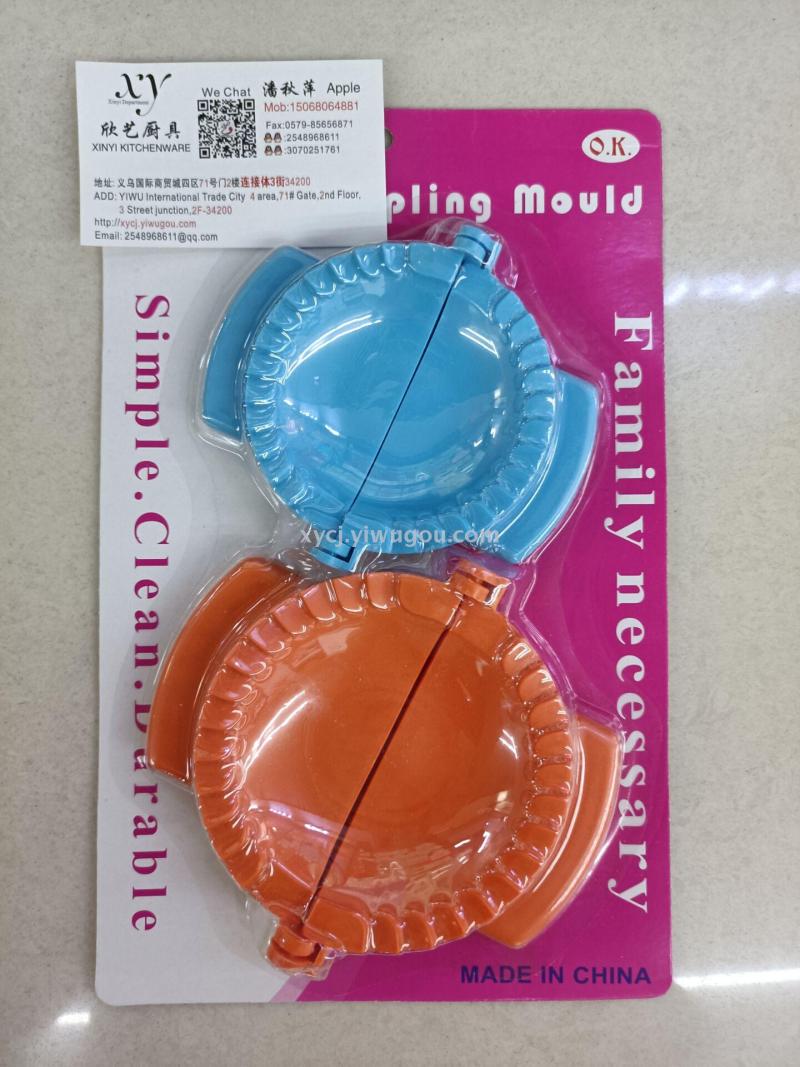 XY
Xinyi Department
欣艺厨具
XINYI KITCHENWARE
We Chat
潘秋萍 Apple
Mob:15068064881
Fax:0579-85656871
:2548968611
:3070251761
地址: 义乌国际商贸城四区71号门2楼连接体3街34200
ADD: YIWU International Trade City 4 area,71# Gate,2nd Floor,
3 Street junction,2F-34200
http://xycj.yiwugou.com
Email: 2548968611@qq.com
O.K.
pling Mould
Simple.Clean.Durable
Family necessary
xycj.yiwugou.com
MADE IN CHINA